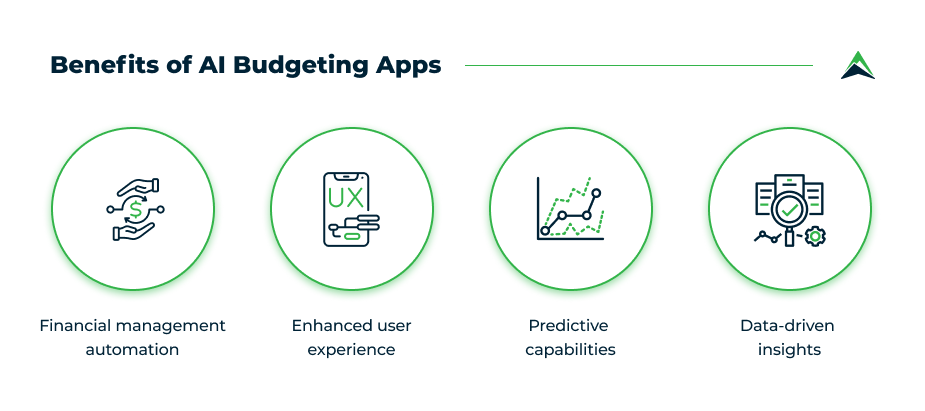 Benefits of AI Budgeting Apps
$
UX
Financial management
automation
Enhanced user
experience
Predictive
capabilities
Data-driven
insights